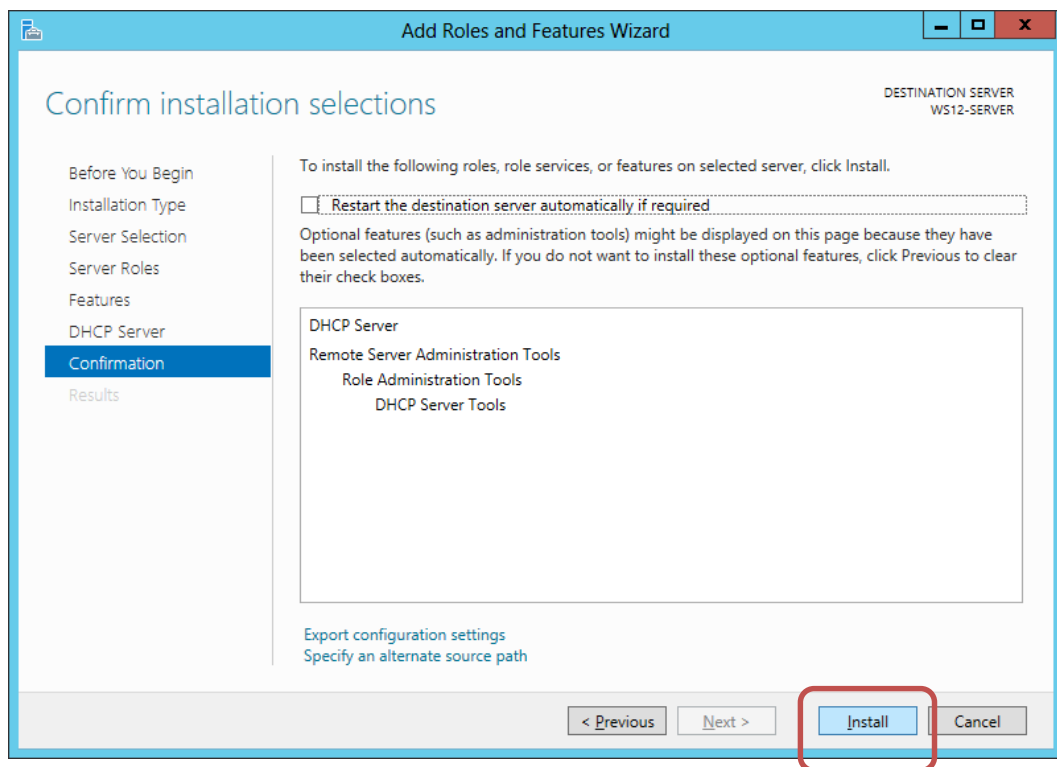 Add Roles and Features Wizard
Confirm installation selections
DESTINATION SERVER
WS12-SERVER
Before You Begin
Installation Type
Server Selection
Server Roles
Features
DHCP Server
Confirmation
Results
To install the following roles, role services, or features on selected server, click Install.
Restart the destination server automatically if required
Optional features (such as administration tools) might be displayed on this page because they have
been selected automatically. If you do not want to install these optional features, click Previous to clear
their check boxes.
DHCP Server
Remote Server Administration Tools
Role Administration Tools
DHCP Server Tools
Export configuration settings
Specify an alternate source path
< Previous
Next >
Install
Cancel